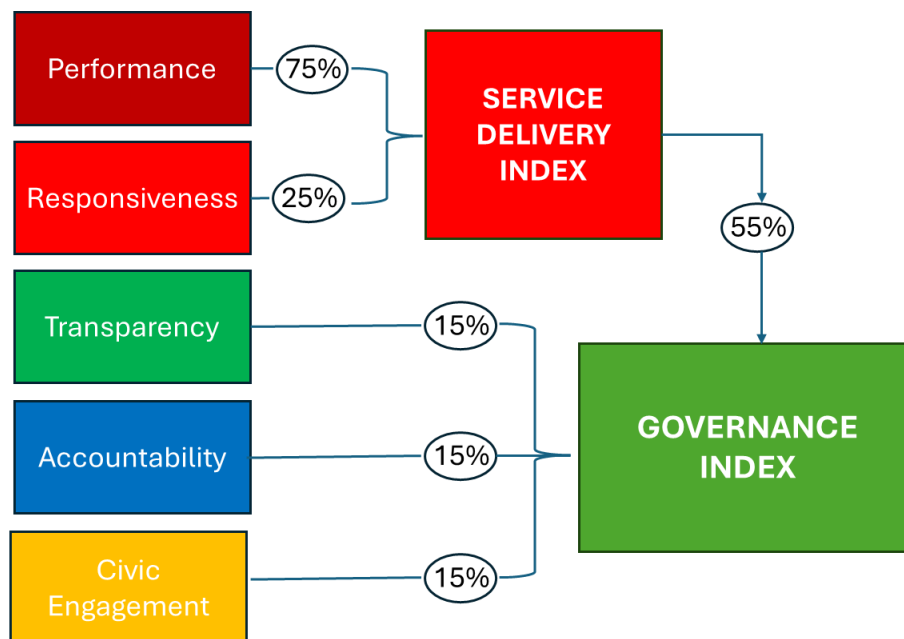 Performance
75%
SERVICE
DELIVERY
INDEX
Responsiveness
25%
55%
Transparency
15%
GOVERNANCE
INDEX
Accountability
15%
Civic
Engagement
15%